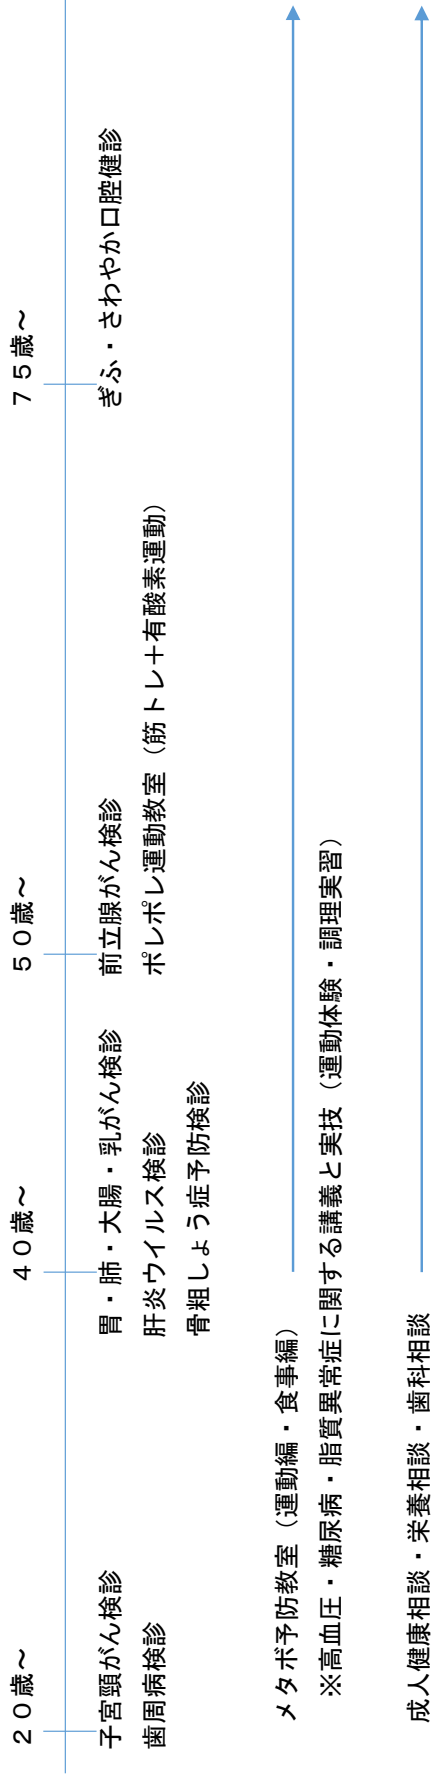 20歳～
40歳～
50歳～
75歳～
子宮頸がん検診
歯周病検診
胃・肺・大腸・乳がん検診
肝炎ウイルス検診
骨粗しょう症予防検診
前立腺がん検診
ポレポレ運動教室（筋トレ＋有酸素運動）
ぎふ・さわやか口腔健診
メタボ予防教室（運動編・食事編）
※高血圧・糖尿病・脂質異常症に関する講義と実技（運動体験・調理実習）
成人健康相談・栄養相談・歯科相談